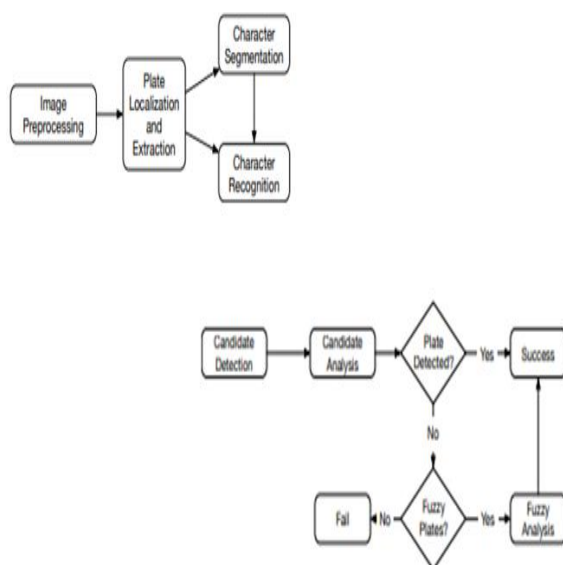 Character
Segmentation
Plate
Localization
and
Extraction
Image
Preprocessing
Character
Recognition
Candidate
Detection
Candidate
Analysis
Plate
Detected?
Yes
Success
No
Fail
No
Fuzzy
Plates?
Yes
Fuzzy
Analysis